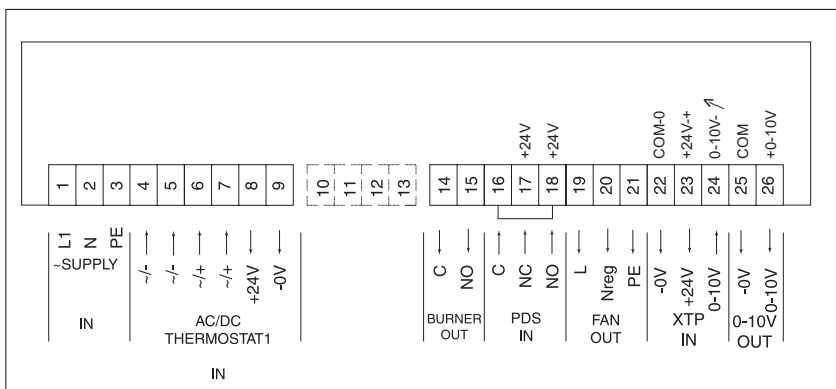 COM-0 +24V-+ 0-10V- COM +0-10V
+24V +24V
1 2 3 4 5 6 7 8 9 10 11 12 13 14 15 16 17 18 19 20 21 22 23 24 25 26
L1 N PE ~/- ~/- ~/+ ~/+ +24V -0V C NO C NC NO L Nreg PE -0V +24V 0-10V -0V 0-10V
~SUPPLY
IN
AC/DC
THERMOSTAT1
IN
BURNER
OUT
PDS
IN
FAN
OUT
XTP
IN
0-10V
OUT